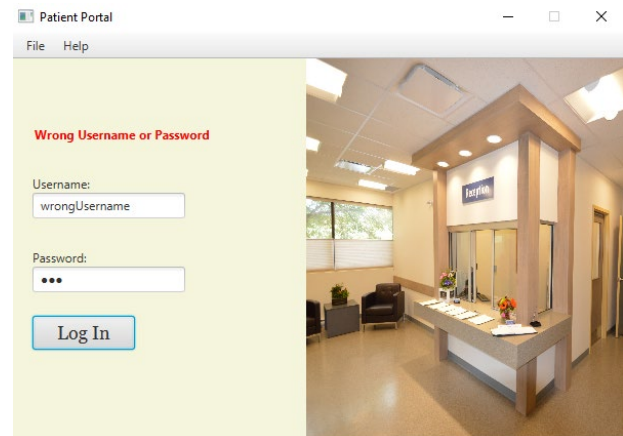 Patient Portal
File Help
Wrong Username or Password
Username:
wrongUsername
Password:
●●●
Log In
Reception